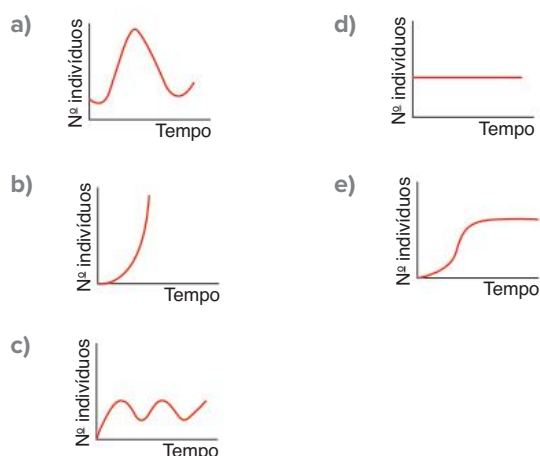 a)
Nº indivíduos
Tempo
b)
Nº indivíduos
Tempo
c)
Nº indivíduos
Tempo
d)
Nº indivíduos
Tempo
e)
Nº indivíduos
Tempo